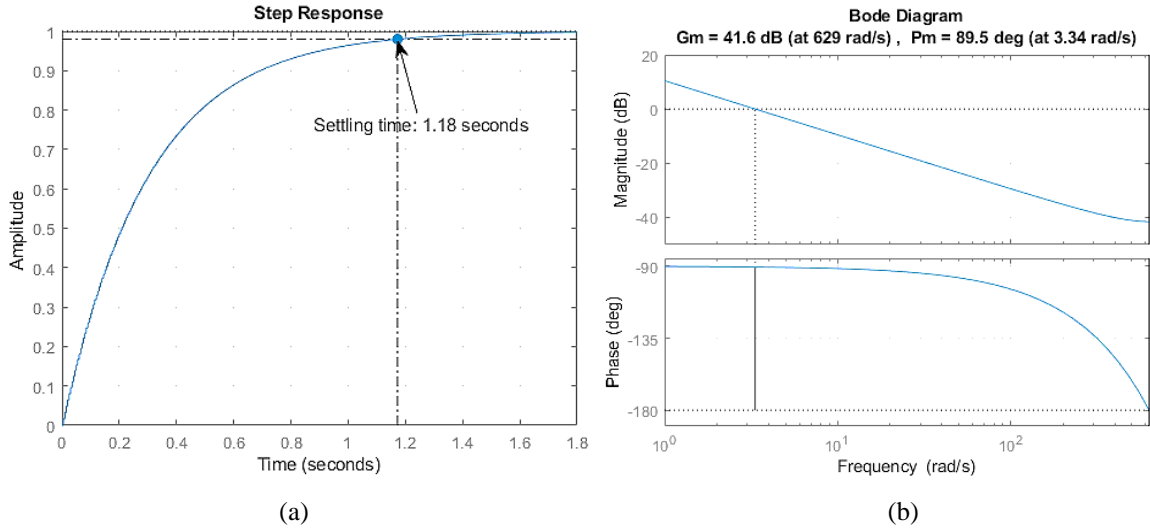 Step Response
1
0.9
0.8
0.7
0.6
0.5
0.4
0.3
0.2
0.1
0
Amplitude
Settling time: 1.18 seconds
0 0.2 0.4 0.6 0.8 1 1.2 1.4 1.6 1.8
Time (seconds)
(a)
Bode Diagram
Gm = 41.6 dB (at 629 rad/s) , Pm = 89.5 deg (at 3.34 rad/s)
20
0
-20
-40
Magnitude (dB)
-90
-135
-180
Phase (deg)
10^0 10^1 10^2
Frequency (rad/s)
(b)